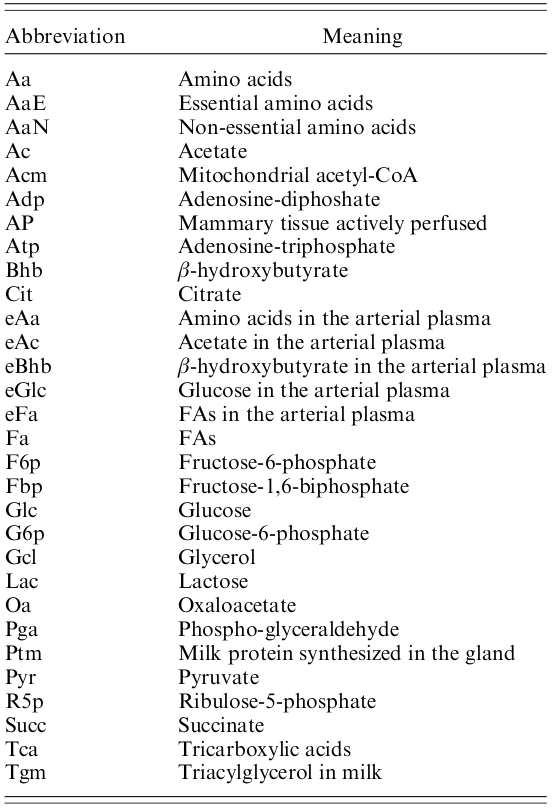 Abbreviation Meaning
Aa Amino acids
AaE Essential amino acids
AaN Non-essential amino acids
Ac Acetate
Acm Mitochondrial acetyl-CoA
Adp Adenosine-diphoshate
AP Mammary tissue actively perfused
Atp Adenosine-triphosphate
Bhb β-hydroxybutyrate
Cit Citrate
eAa Amino acids in the arterial plasma
eAc Acetate in the arterial plasma
eBhb β-hydroxybutyrate in the arterial plasma
eGlc Glucose in the arterial plasma
eFa FAs in the arterial plasma
Fa FAs
F6p Fructose-6-phosphate
Fbp Fructose-1,6-biphosphate
Glc Glucose
G6p Glucose-6-phosphate
Gcl Glycerol
Lac Lactose
Oa Oxaloacetate
Pga Phospho-glyceraldehyde
Ptm Milk protein synthesized in the gland
Pyr Pyruvate
R5p Ribulose-5-phosphate
Succ Succinate
Tca Tricarboxylic acids
Tgm Triacylglycerol in milk